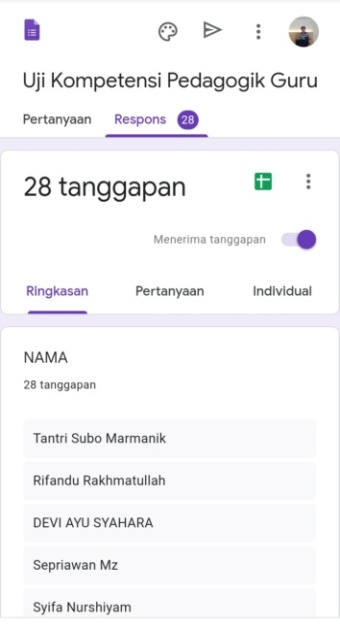 Uji Kompetensi Pedagogik Guru
Pertanyaan Respons 28
28 tanggapan
Menerima tanggapan
Ringkasan Pertanyaan Individual
NAMA
28 tanggapan
Tantri Subo Marmanik
Rifandu Rakhmatullah
DEVI AYU SYAHARA
Sepriawan Mz
Syifa Nurshiyam